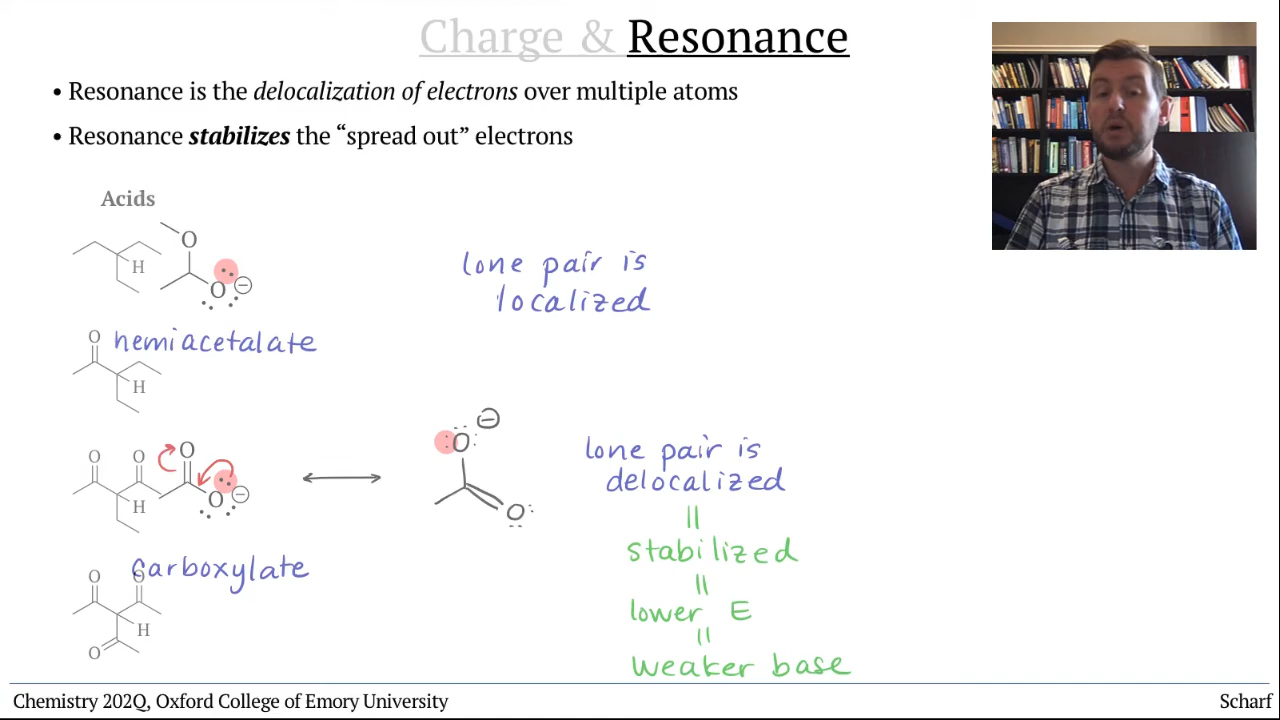 Charge & Resonance
• Resonance is the delocalization of electrons over multiple atoms
• Resonance stabilizes the “spread out” electrons
Acids
O
H
O
lone pair is
localized
O
hemiacetalate
H
O
O
O
H
O
O
O
lone pair is
delocalized
=
stabilized
=
lower E
=
weaker base
carboxylate
O
O
H
O
Chemistry 202Q, Oxford College of Emory University
Scharf